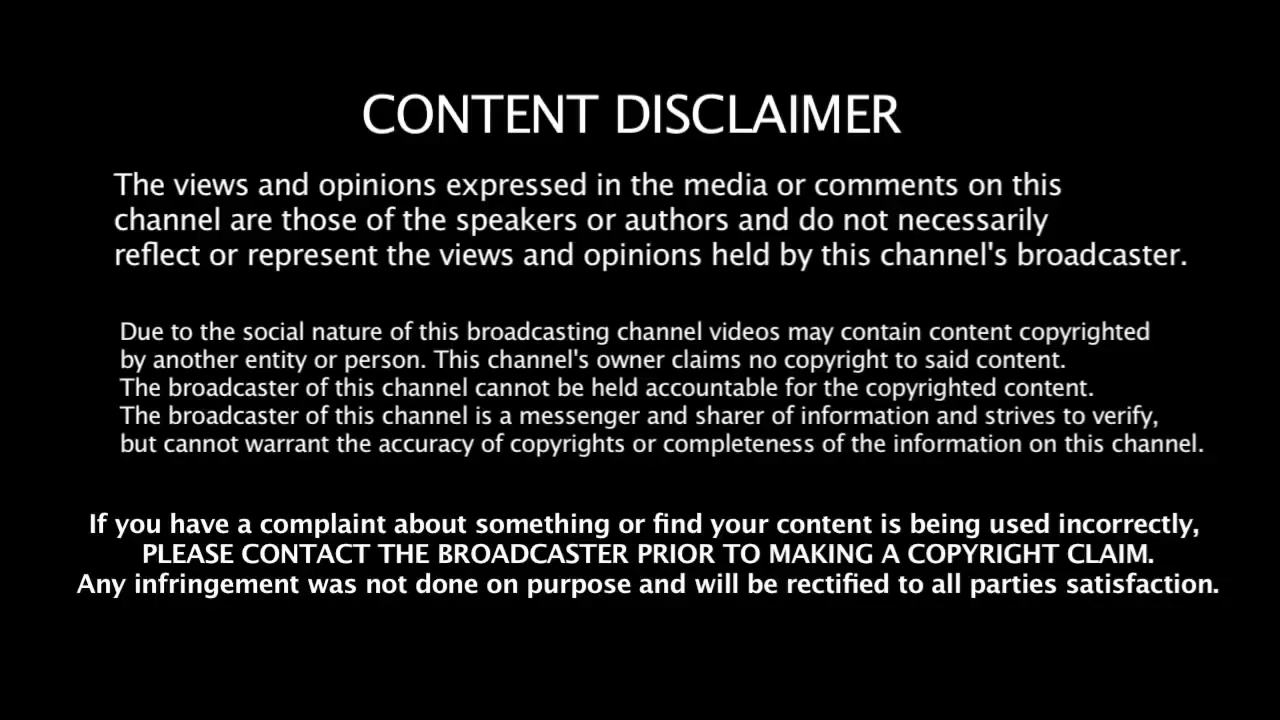 CONTENT DISCLAIMER
The views and opinions expressed in the media or comments on this
channel are those of the speakers or authors and do not necessarily
reflect or represent the views and opinions held by this channel's broadcaster.
Due to the social nature of this broadcasting channel videos may contain content copyrighted
by another entity or person. This channel's owner claims no copyright to said content.
The broadcaster of this channel cannot be held accountable for the copyrighted content.
The broadcaster of this channel is a messenger and sharer of information and strives to verify,
but cannot warrant the accuracy of copyrights or completeness of the information on this channel.
If you have a complaint about something or find your content is being used incorrectly,
PLEASE CONTACT THE BROADCASTER PRIOR TO MAKING A COPYRIGHT CLAIM.
Any infringement was not done on purpose and will be rectified to all parties satisfaction.